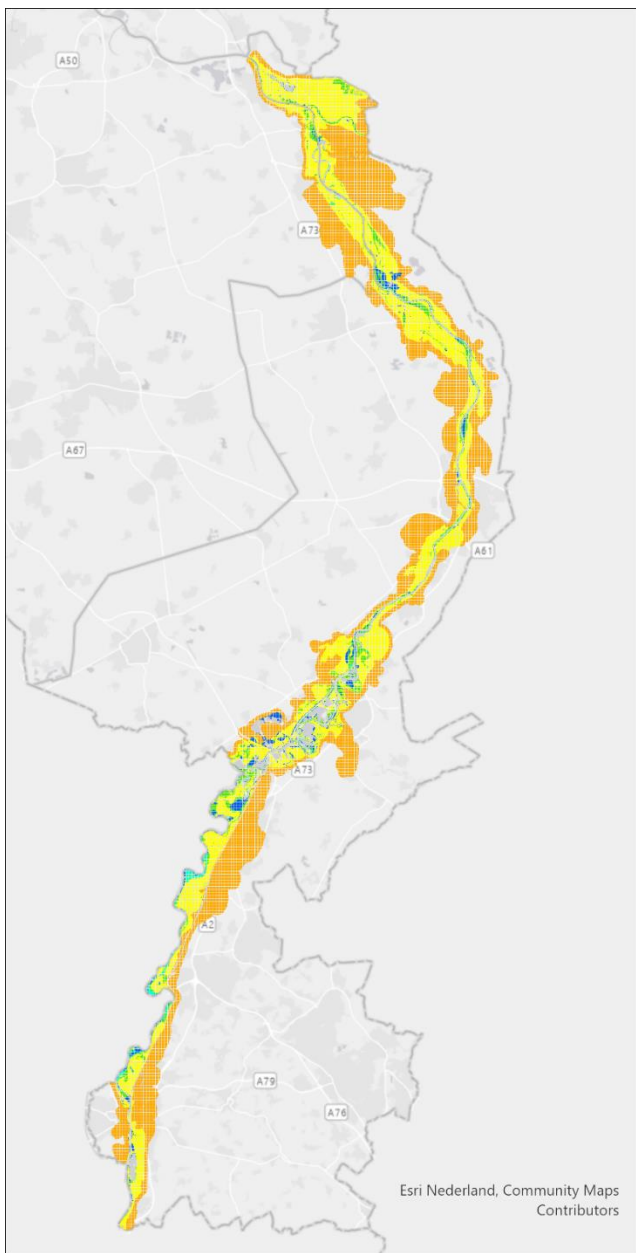 A50
A73
A67
A61
A73
A2
A79
A76
Esri Nederland, Community Maps
Contributors